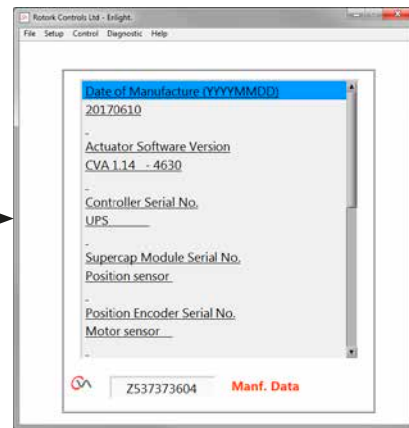 Rotork Controls Ltd - Enlight.
File Setup Control Diagnostic Help
Date of Manufacture (YYYYMMDD)
20170610
-
Actuator Software Version
CVA 1.14 - 4630
-
Controller Serial No.
UPS
-
Supercap Module Serial No.
Position sensor
-
Position Encoder Serial No.
Motor sensor
-
Z537373604 Manf. Data